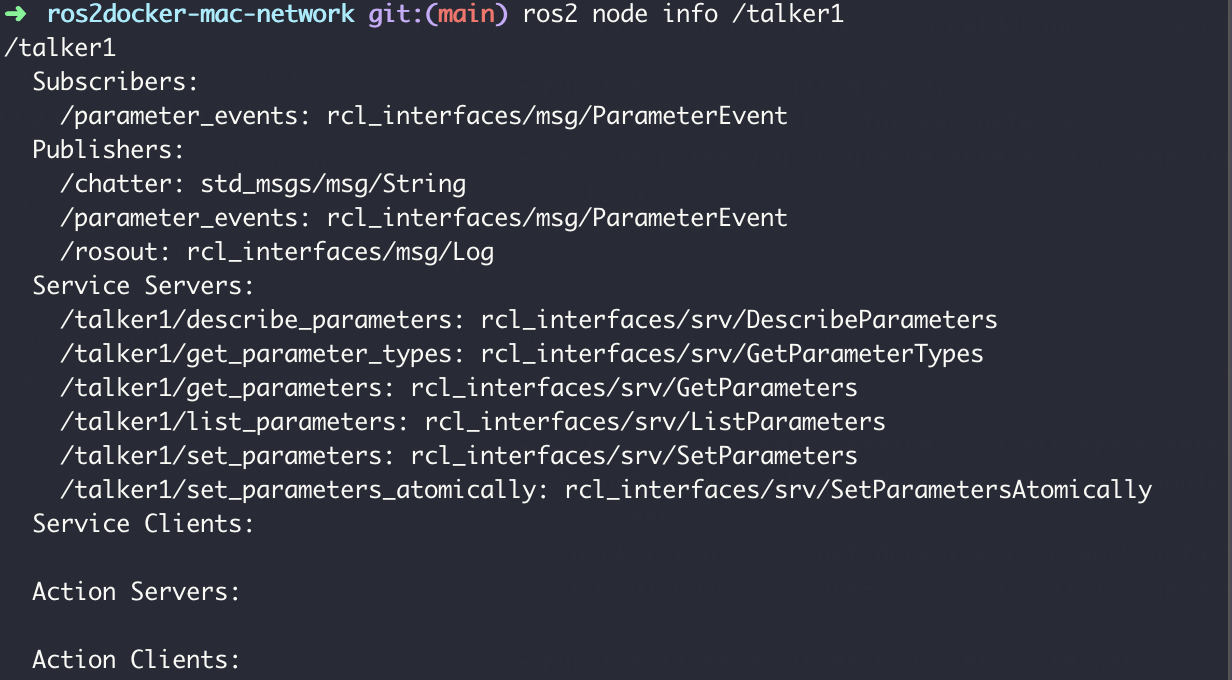 ➜ ros2docker-mac-network git:(main) ros2 node info /talker1
/talker1
  Subscribers:
    /parameter_events: rcl_interfaces/msg/ParameterEvent
  Publishers:
    /chatter: std_msgs/msg/String
    /parameter_events: rcl_interfaces/msg/ParameterEvent
    /rosout: rcl_interfaces/msg/Log
  Service Servers:
    /talker1/describe_parameters: rcl_interfaces/srv/DescribeParameters
    /talker1/get_parameter_types: rcl_interfaces/srv/GetParameterTypes
    /talker1/get_parameters: rcl_interfaces/srv/GetParameters
    /talker1/list_parameters: rcl_interfaces/srv/ListParameters
    /talker1/set_parameters: rcl_interfaces/srv/SetParameters
    /talker1/set_parameters_atomically: rcl_interfaces/srv/SetParametersAtomically
  Service Clients:
  Action Servers:
  Action Clients: